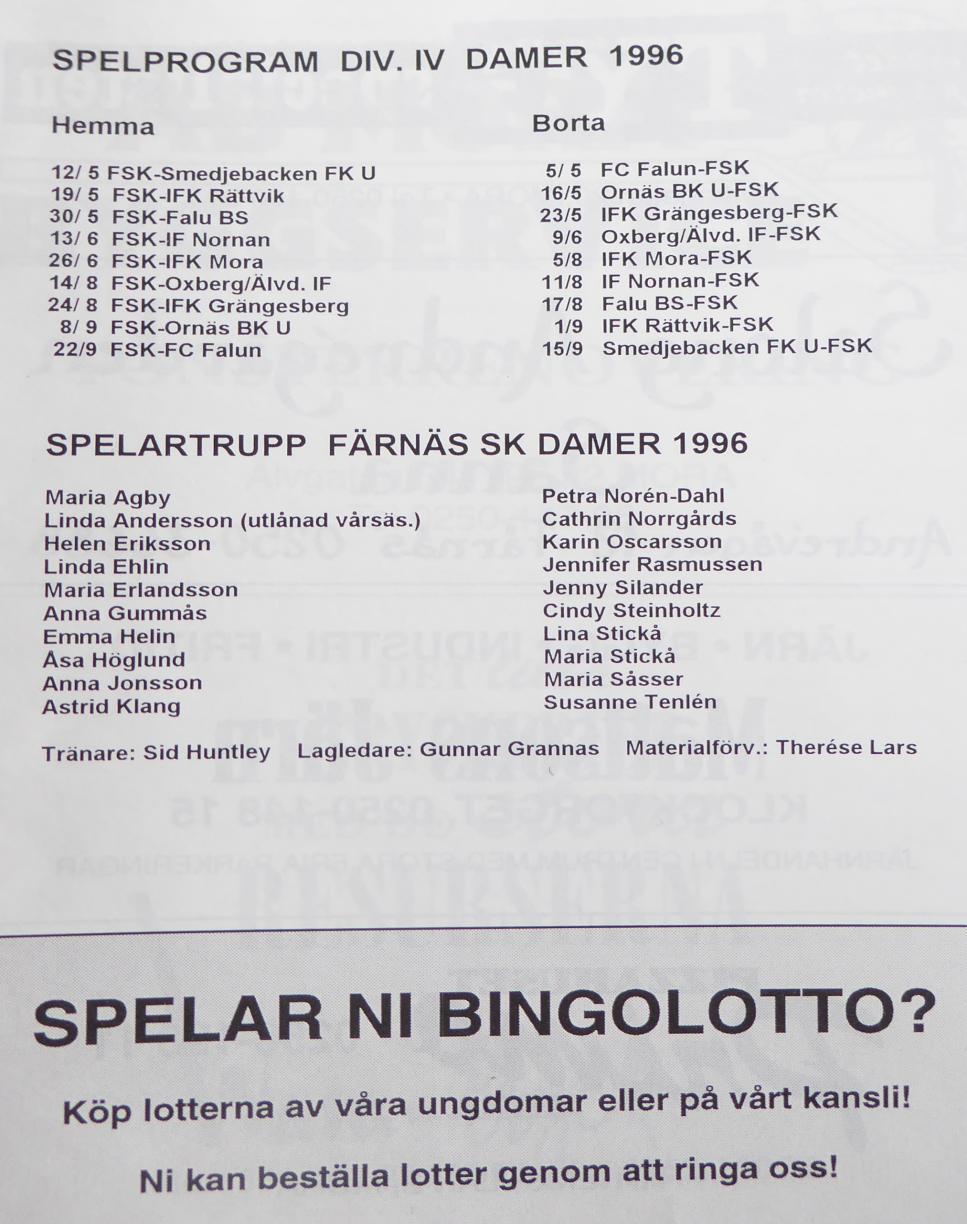 SPELPROGRAM DIV. IV DAMER 1996
Hemma
12/ 5 FSK-Smedjebacken FK U
19/ 5 FSK-IFK Rättvik
30/ 5 FSK-Falu BS
13/ 6 FSK-IF Nornan
26/ 6 FSK-IFK Mora
14/ 8 FSK-Oxberg/Älvd. IF
24/ 8 FSK-IFK Grängesberg
8/ 9 FSK-Ornäs BK U
22/9 FSK-FC Falun
Borta
5/ 5 FC Falun-FSK
16/5 Ornäs BK U-FSK
23/5 IFK Grängesberg-FSK
9/6 Oxberg/Älvd. IF-FSK
5/8 IFK Mora-FSK
11/8 IF Nornan-FSK
17/8 Falu BS-FSK
1/9 IFK Rättvik-FSK
15/9 Smedjebacken FK U-FSK
SPELARTRUPP FÄRNÄS SK DAMER 1996
Maria Agby
Linda Andersson (utlånad vårsäs.)
Helen Eriksson
Linda Ehlin
Maria Erlandsson
Anna Gummås
Emma Helin
Åsa Höglund
Anna Jonsson
Astrid Klang
Petra Norén-Dahl
Cathrin Norrgårds
Karin Oscarsson
Jennifer Rasmussen
Jenny Silander
Cindy Steinholtz
Lina Stickå
Maria Stickå
Maria Såsser
Susanne Tenlén
Tränare: Sid Huntley Lagledare: Gunnar Grannas Materialförv.: Therése Lars
SPELAR NI BINGOLOTTO?
Köp lotterna av våra ungdomar eller på vårt kansli!
Ni kan beställa lotter genom att ringa oss!